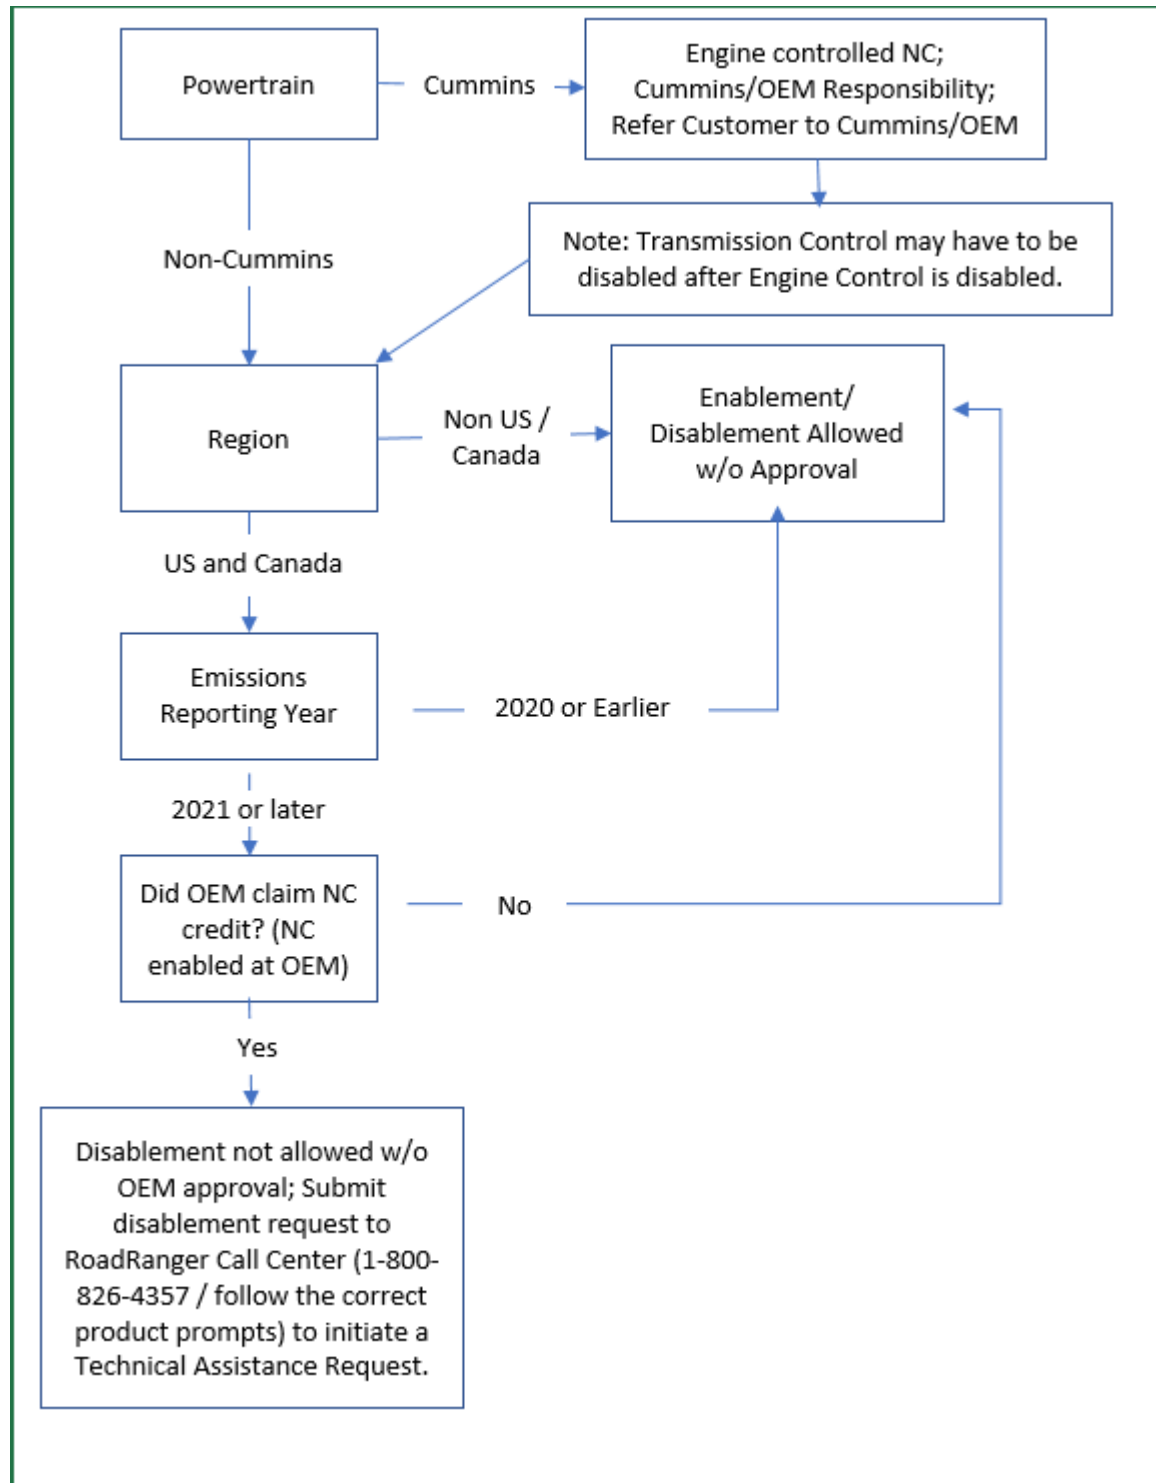 Powertrain
Cummins
Engine controlled NC;
Cummins/OEM Responsibility;
Refer Customer to Cummins/OEM
Note: Transmission Control may have to be
disabled after Engine Control is disabled.
Non-Cummins
Region
Non US /
Canada
Enablement/
Disablement Allowed
w/o Approval
US and Canada
Emissions
Reporting Year
2020 or Earlier
2021 or later
Did OEM claim NC
credit? (NC
enabled at OEM)
No
Yes
Disablement not allowed w/o
OEM approval; Submit
disablement request to
RoadRanger Call Center (1-800-
826-4357 / follow the correct
product prompts) to initiate a
Technical Assistance Request.